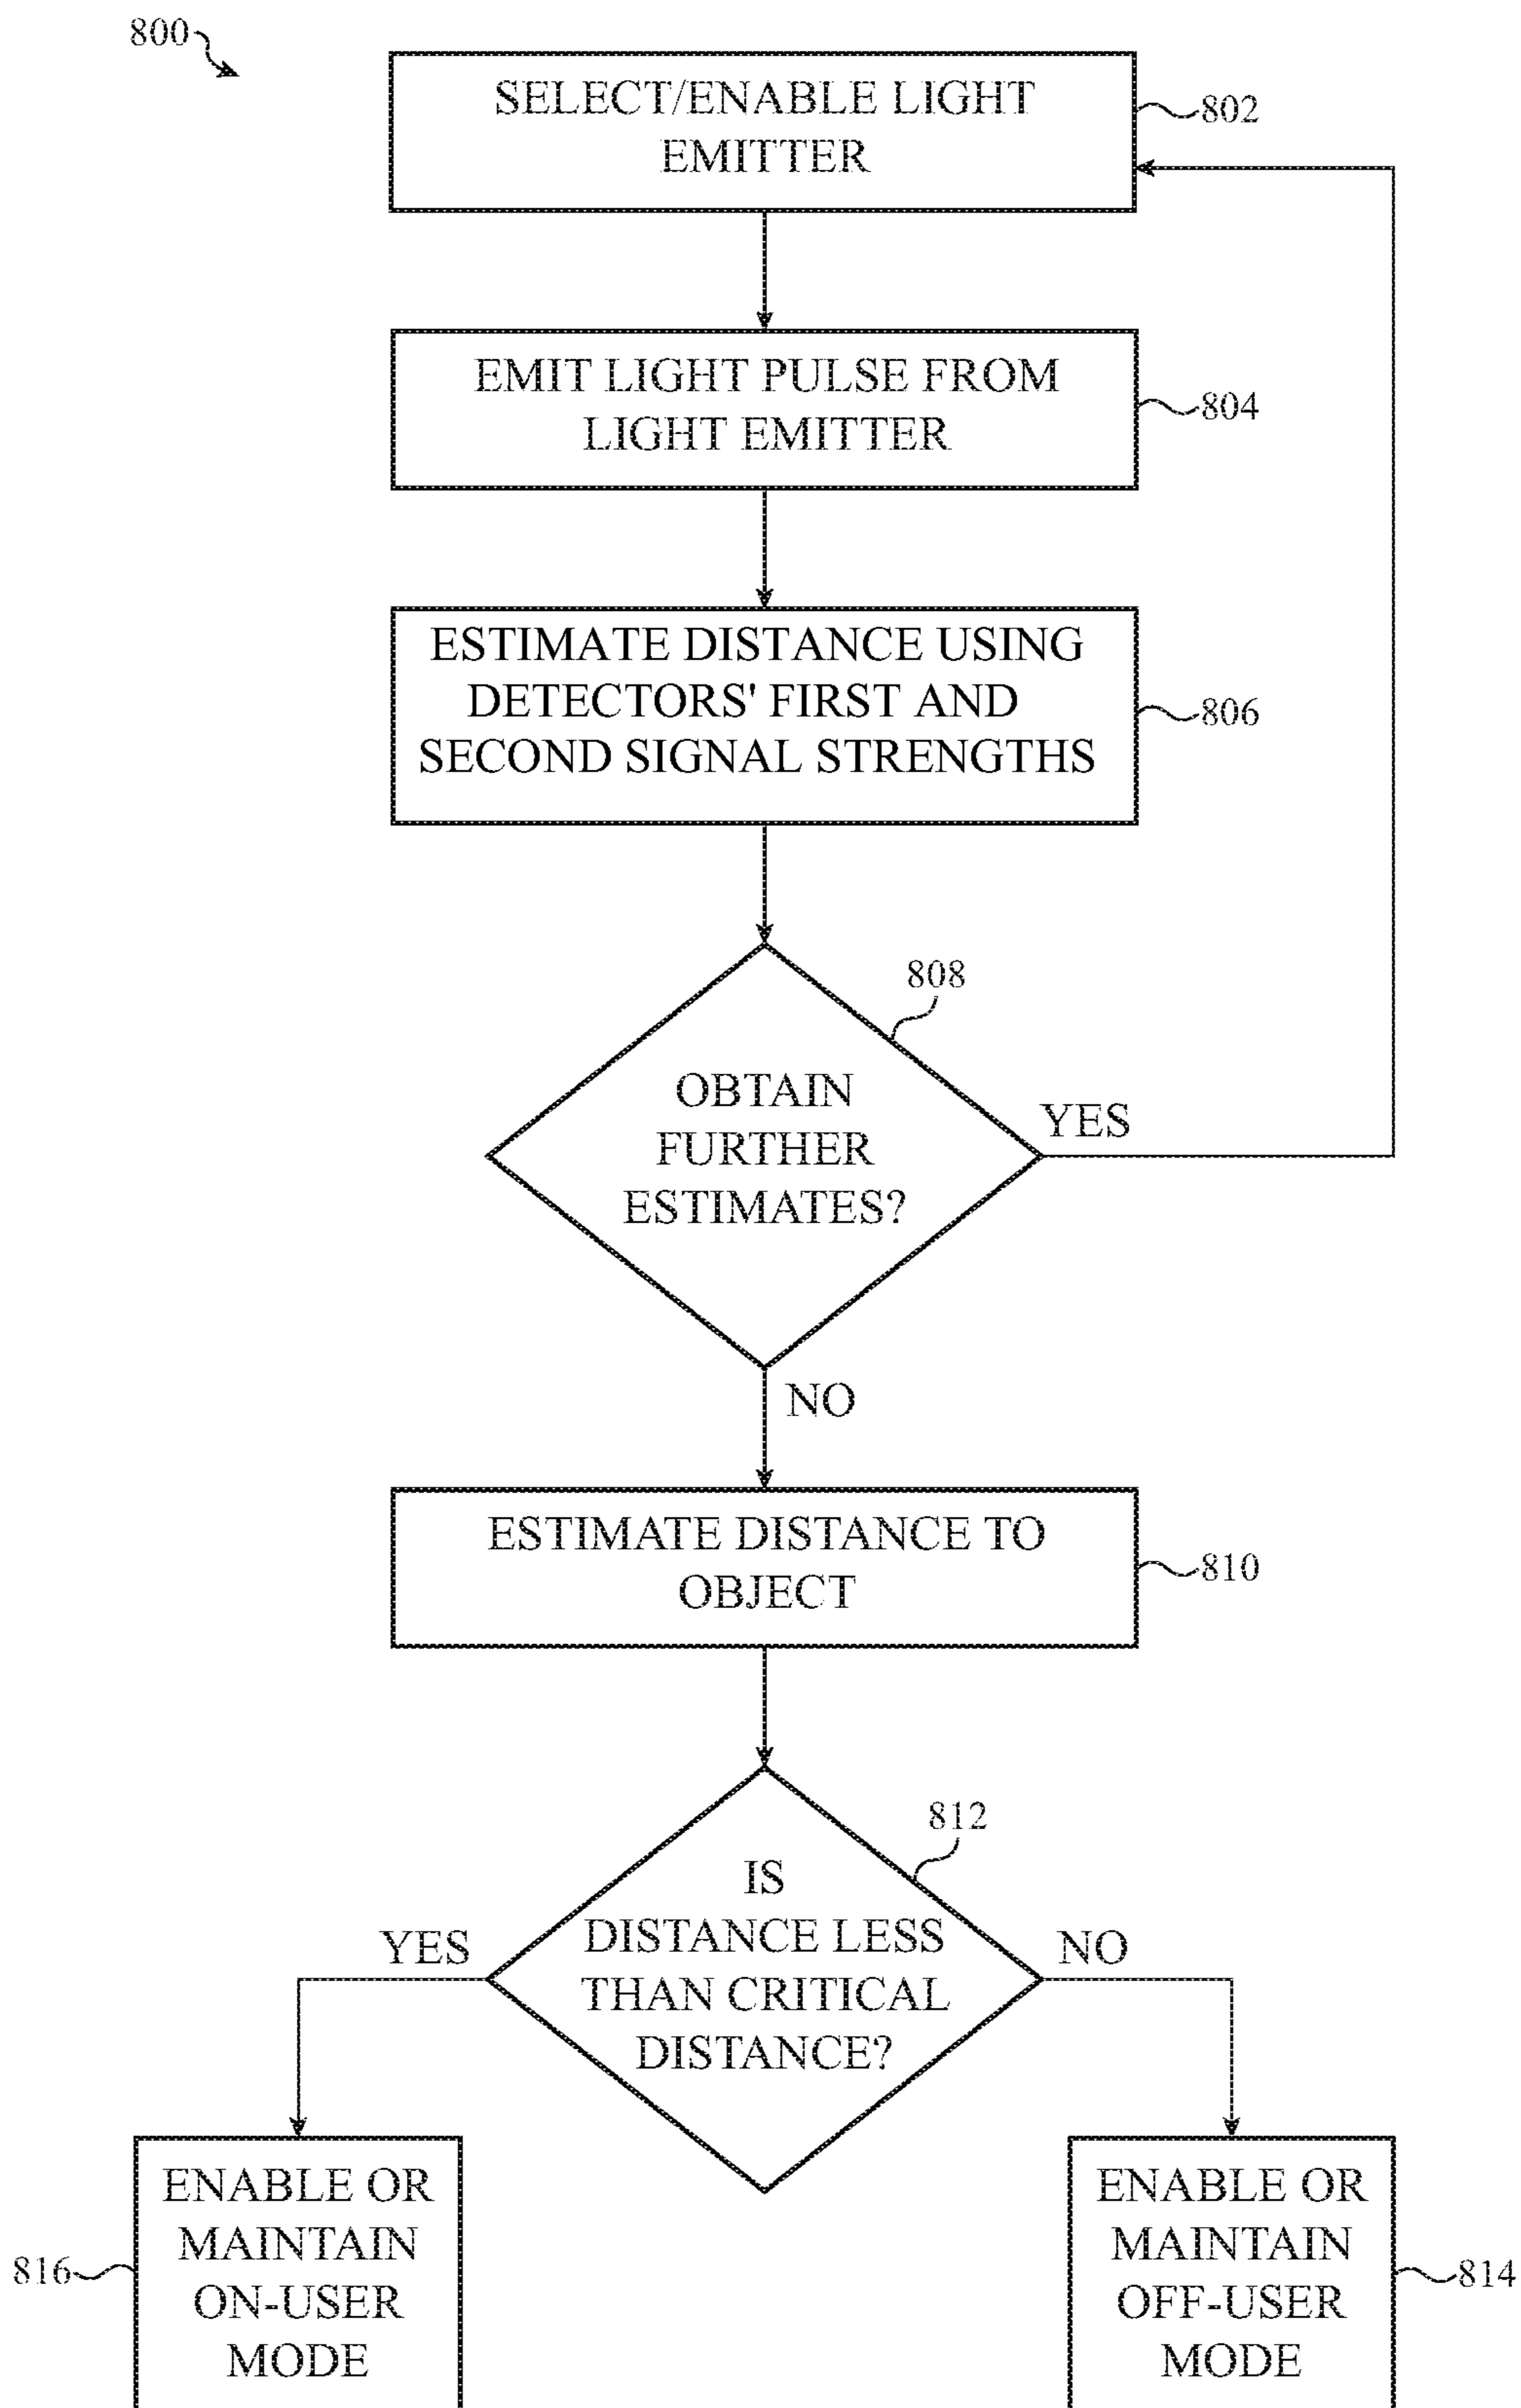 800
SELECT/ENABLE LIGHT
EMITTER
802
EMIT LIGHT PULSE FROM
LIGHT EMITTER
804
ESTIMATE DISTANCE USING
DETECTORS' FIRST AND
SECOND SIGNAL STRENGTHS
806
808
OBTAIN
FURTHER
ESTIMATES?
YES
NO
ESTIMATE DISTANCE TO
OBJECT
810
812
IS
DISTANCE LESS
THAN CRITICAL
DISTANCE?
YES
NO
ENABLE OR
MAINTAIN
ON-USER
MODE
816
ENABLE OR
MAINTAIN
OFF-USER
MODE
814